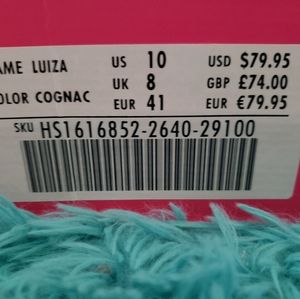 AME LUIZA US 10 USD $79.95
UK 8 GBP £74.00
OLOR COGNAC EUR 41 EUR €79.95
SKU HS1616852-2640-29100